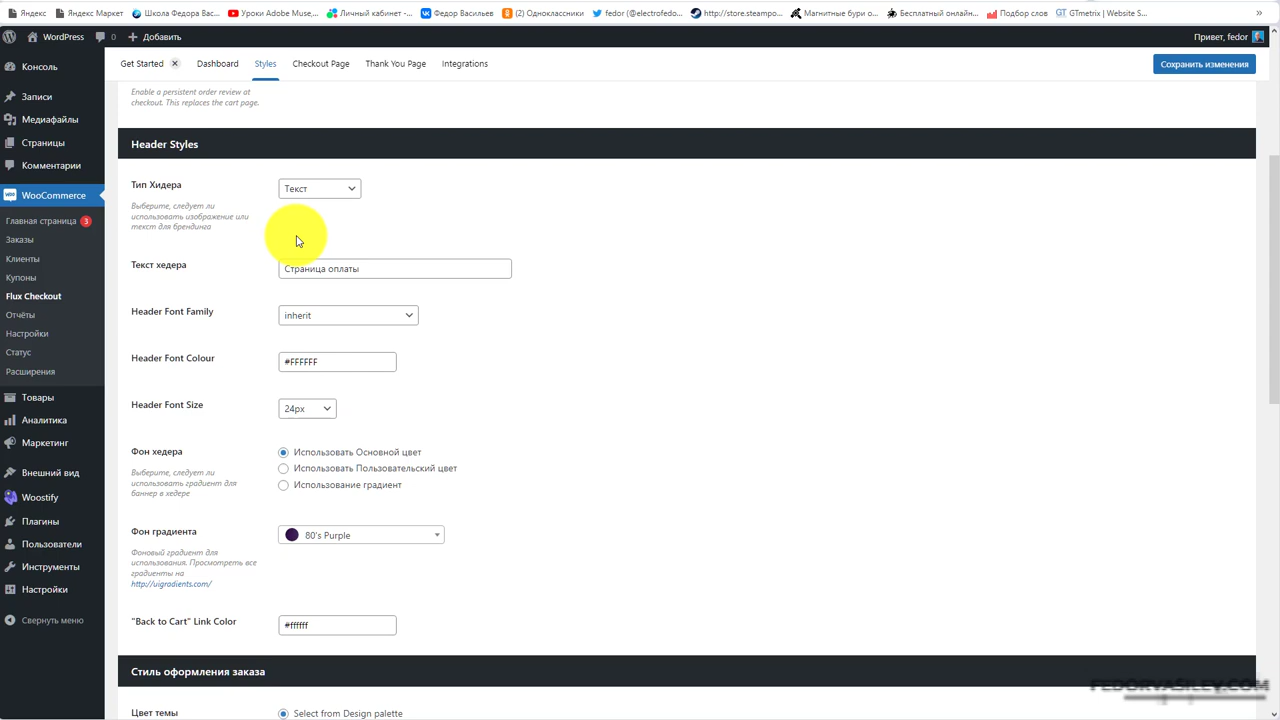 Яндекс
Яндекс Маркет
Школа Федора Вас...
Уроки Adobe Muse,...
Личный кабинет -...
Федор Васильев
(2) Одноклассники
fedor (@electrofedo...
http://store.steampo...
Магнитные бури о...
Бесплатный онлайн...
Подбор слов
GTmetrix | Website S...
»
WordPress
0
Добавить
Привет, fedor
Get Started
Dashboard
Styles
Checkout Page
Thank You Page
Integrations
Сохранить изменения
Консоль
Записи
Медиафайлы
Страницы
Комментарии
WooCommerce
Главная страница 3
Заказы
Клиенты
Купоны
Flux Checkout
Отчёты
Настройки
Статус
Расширения
Товары
Аналитика
Маркетинг
Внешний вид
Woostify
Плагины
Пользователи
Инструменты
Настройки
Свернуть меню
Enable a persistent order review at
checkout. This replaces the cart page.
Header Styles
Тип Хидера
Текст
Выберите, следует ли
использовать изображение или
текст для брендинга
Текст хедера
Страница оплаты
Header Font Family
inherit
Header Font Colour
#FFFFFF
Header Font Size
24px
Фон хедера
Использовать Основной цвет
Использовать Пользовательский цвет
Использование градиент
Выберите, следует ли
использовать градиент для
баннер в хедере
Фон градиента
80's Purple
Фоновый градиент для
использования. Просмотреть все
градиенты на
http://uigradients.com/
"Back to Cart" Link Color
#ffffff
Стиль оформления заказа
Цвет темы
Select from Design palette
FEDORVASILEV.COM